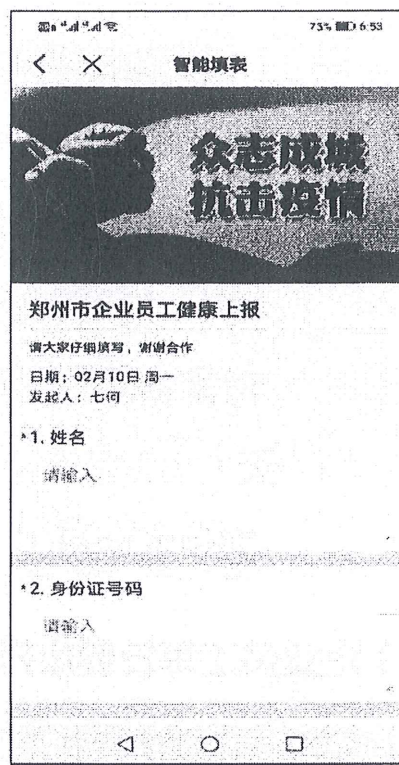 73% 6:53
智能填表
众志成城
抗击疫情
郑州市企业员工健康上报
请大家仔细填写，谢谢合作
日期：02月10日 周一
发起人：七何
*1. 姓名
请输入
*2. 身份证号码
请输入